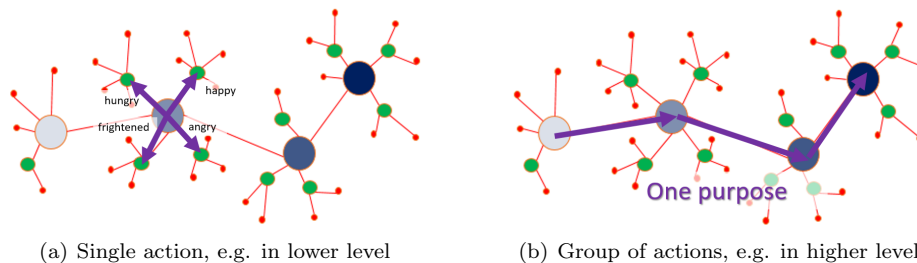 hungry
happy
frightened
angry
One purpose
(a) Single action, e.g. in lower level
(b) Group of actions, e.g. in higher level